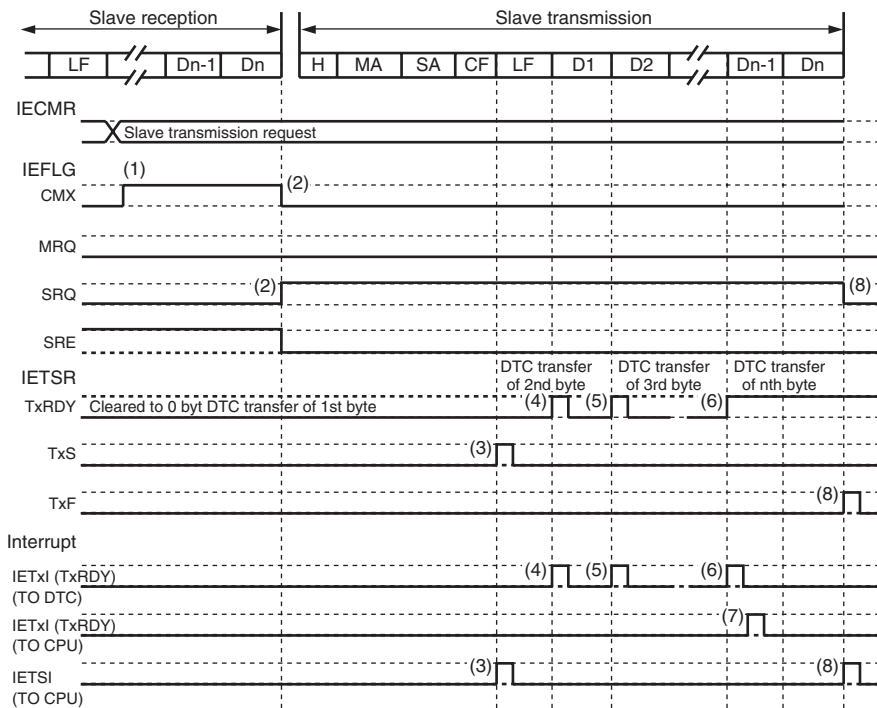 Slave reception Slave transmission
LF Dn-1 Dn H MA SA CF LF D1 D2 Dn-1 Dn
IECMR
Slave transmission request
IEFLG
(1)
CMX (2)
MRQ
SRQ (2) (8)
SRE
IETSR
DTC transfer of 2nd byte
DTC transfer of 3rd byte
DTC transfer of nth byte
TxRDY Cleared to 0 byt DTC transfer of 1st byte (4) (5) (6)
TxS (3)
TxF (8)
Interrupt
IETxI (TxRDY) (4) (5) (6)
(TO DTC)
IETxI (TxRDY) (7)
(TO CPU)
IETSI (3) (8)
(TO CPU)